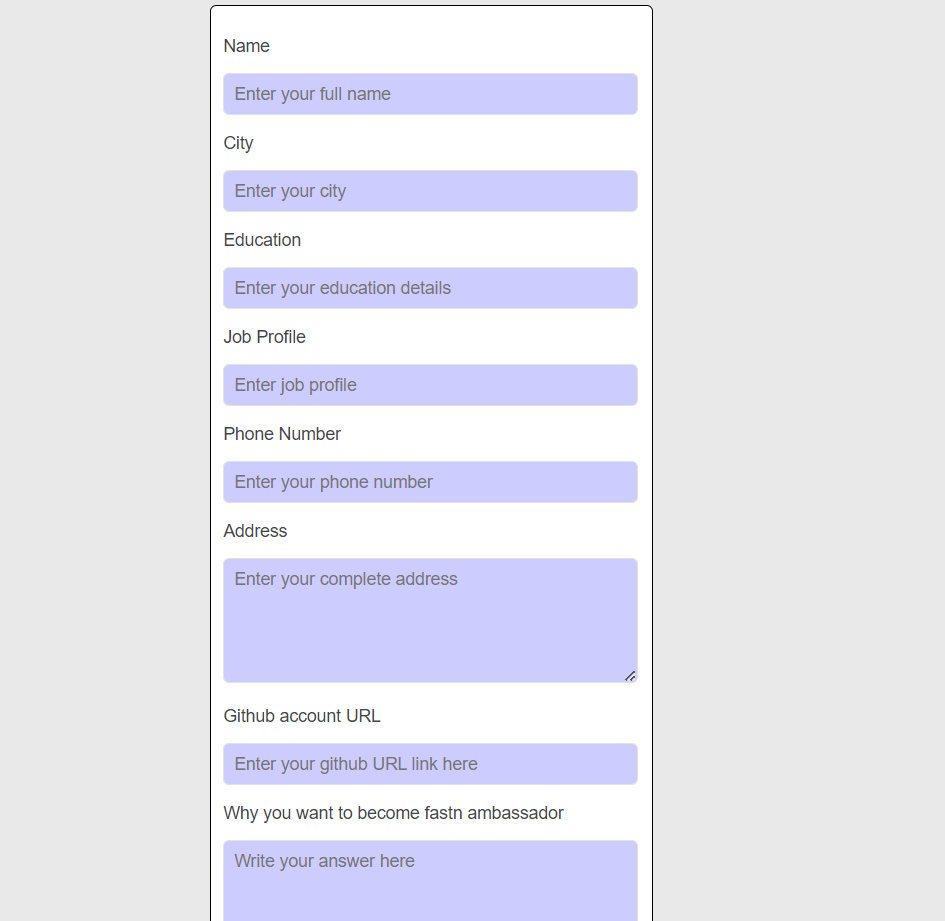 Name
Enter your full name
City
Enter your city
Education
Enter your education details
Job Profile
Enter job profile
Phone Number
Enter your phone number
Address
Enter your complete address
Github account URL
Enter your github URL link here
Why you want to become fastn ambassador
Write your answer here